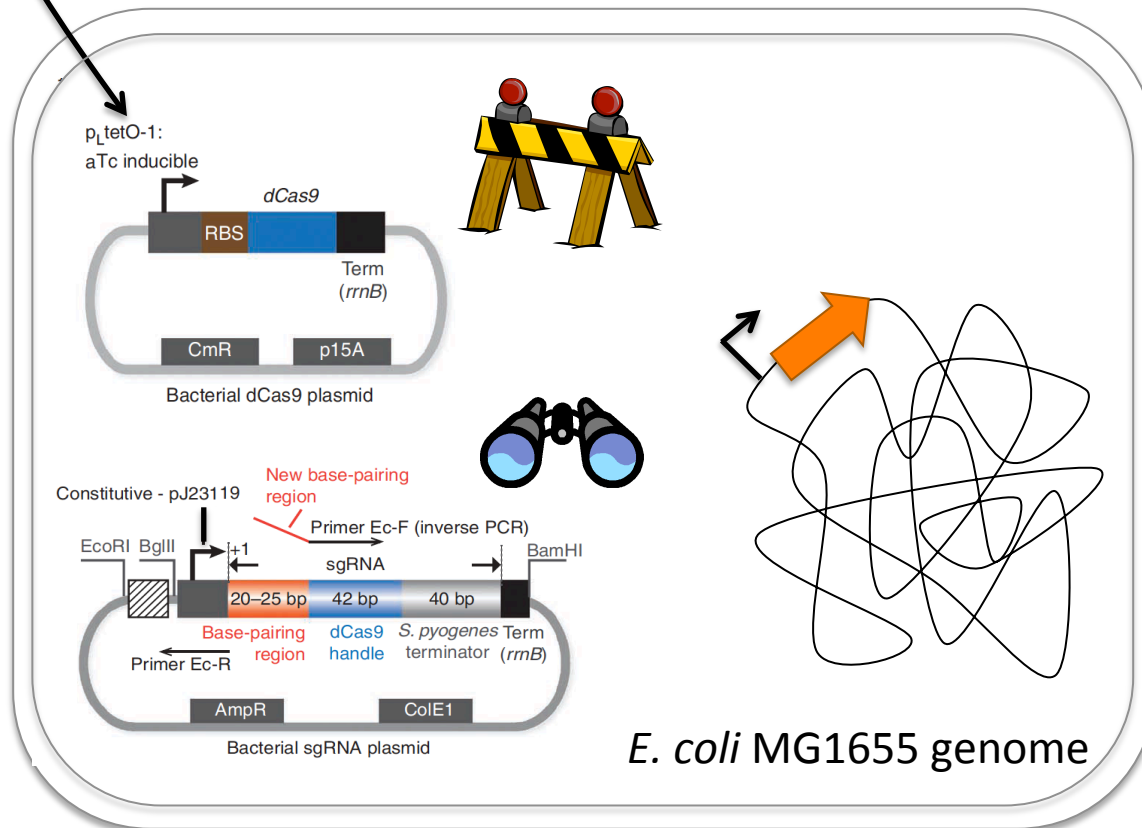 pLtetO-1:
aTc inducible
dCas9
RBS
Term
(rrnB)
CmR
p15A
Bacterial dCas9 plasmid
New base-pairing
region
Constitutive - pJ23119
Primer Ec-F (inverse PCR)
EcoRI
BglII
+1
sgRNA
BamHI
20–25 bp
42 bp
40 bp
Base-pairing
region
dCas9
handle
S. pyogenes
terminator
Term
(rrnB)
Primer Ec-R
AmpR
ColE1
Bacterial sgRNA plasmid
E. coli MG1655 genome